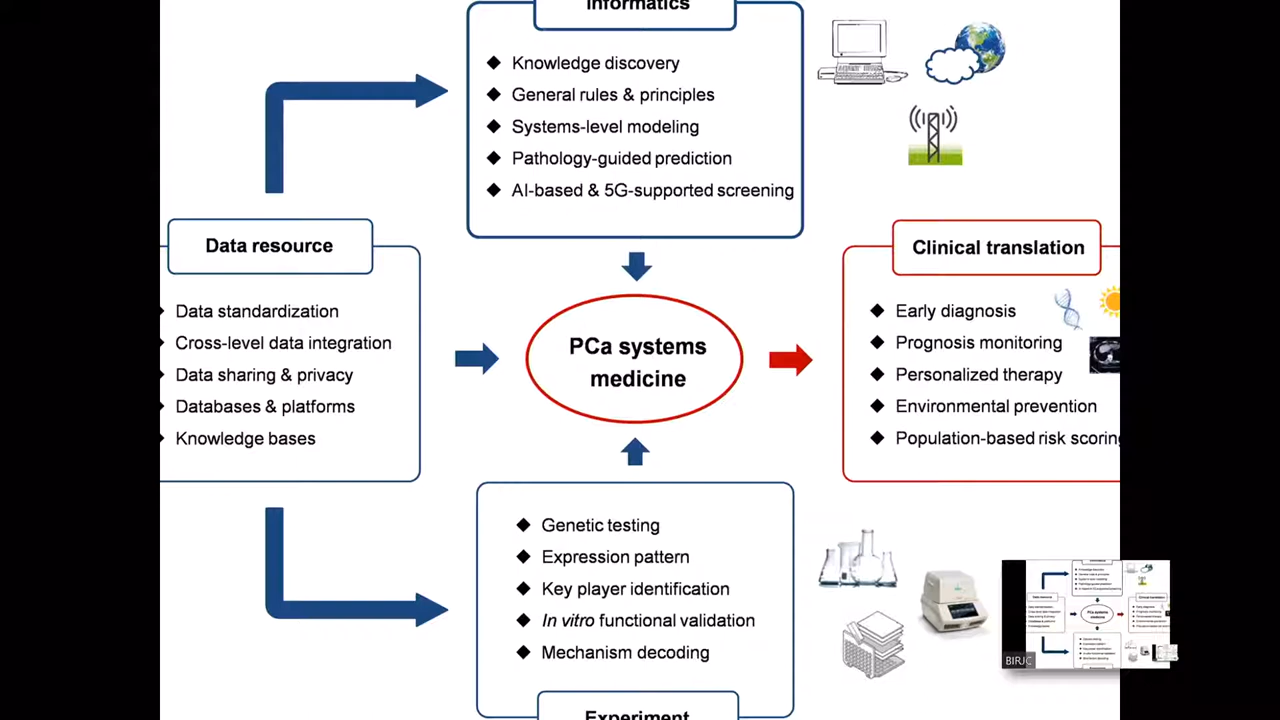 Informatics
Knowledge discovery
General rules & principles
Systems-level modeling
Pathology-guided prediction
AI-based & 5G-supported screening
Data resource
Data standardization
Cross-level data integration
Data sharing & privacy
Databases & platforms
Knowledge bases
PCa systems
medicine
Clinical translation
Early diagnosis
Prognosis monitoring
Personalized therapy
Environmental prevention
Population-based risk scoring
Genetic testing
Expression pattern
Key player identification
In vitro functional validation
Mechanism decoding
Experiment
BIRJC